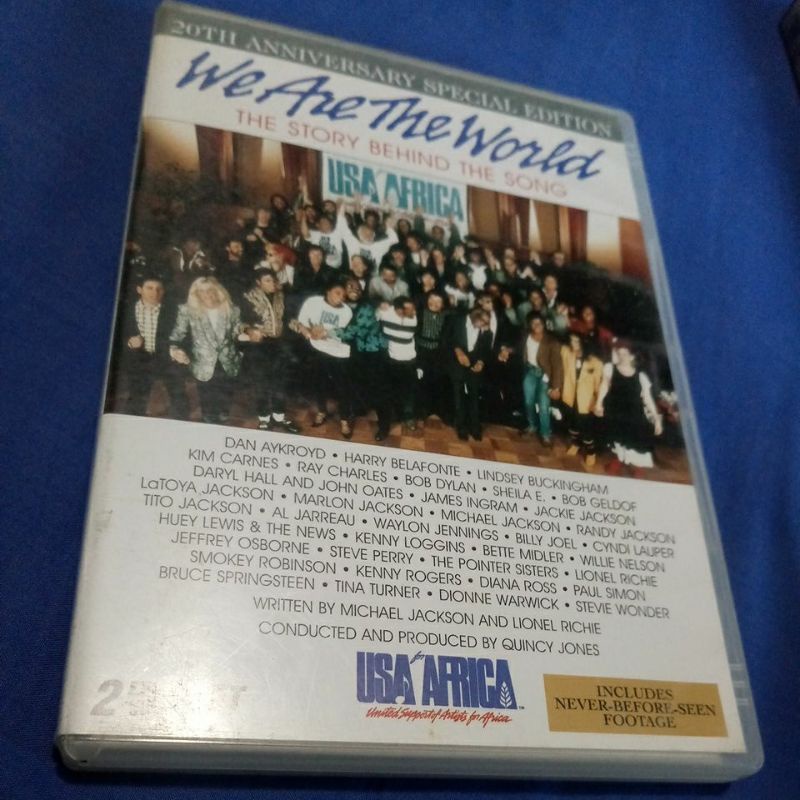 20TH ANNIVERSARY SPECIAL EDITION
We Are The World
THE STORY BEHIND THE SONG
USA AFRICA
USA
DAN AYKROYD • HARRY BELAFONTE • LINDSEY BUCKINGHAM
KIM CARNES • RAY CHARLES • BOB DYLAN • SHEILA E. • BOB GELDOF
DARYL HALL AND JOHN OATES • JAMES INGRAM • JACKIE JACKSON
LaTOYA JACKSON • MARLON JACKSON • MICHAEL JACKSON • RANDY JACKSON
TITO JACKSON • AL JARREAU • WAYLON JENNINGS • BILLY JOEL • CYNDI LAUPER
HUEY LEWIS & THE NEWS • KENNY LOGGINS • BETTE MIDLER • WILLIE NELSON
JEFFREY OSBORNE • STEVE PERRY • THE POINTER SISTERS • LIONEL RICHIE
SMOKEY ROBINSON • KENNY ROGERS • DIANA ROSS • PAUL SIMON
BRUCE SPRINGSTEEN • TINA TURNER • DIONNE WARWICK • STEVIE WONDER
WRITTEN BY MICHAEL JACKSON AND LIONEL RICHIE
CONDUCTED AND PRODUCED BY QUINCY JONES
for
USA AFRICA
United Support of Artists for Africa
2
INCLUDES
NEVER-BEFORE-SEEN
FOOTAGE